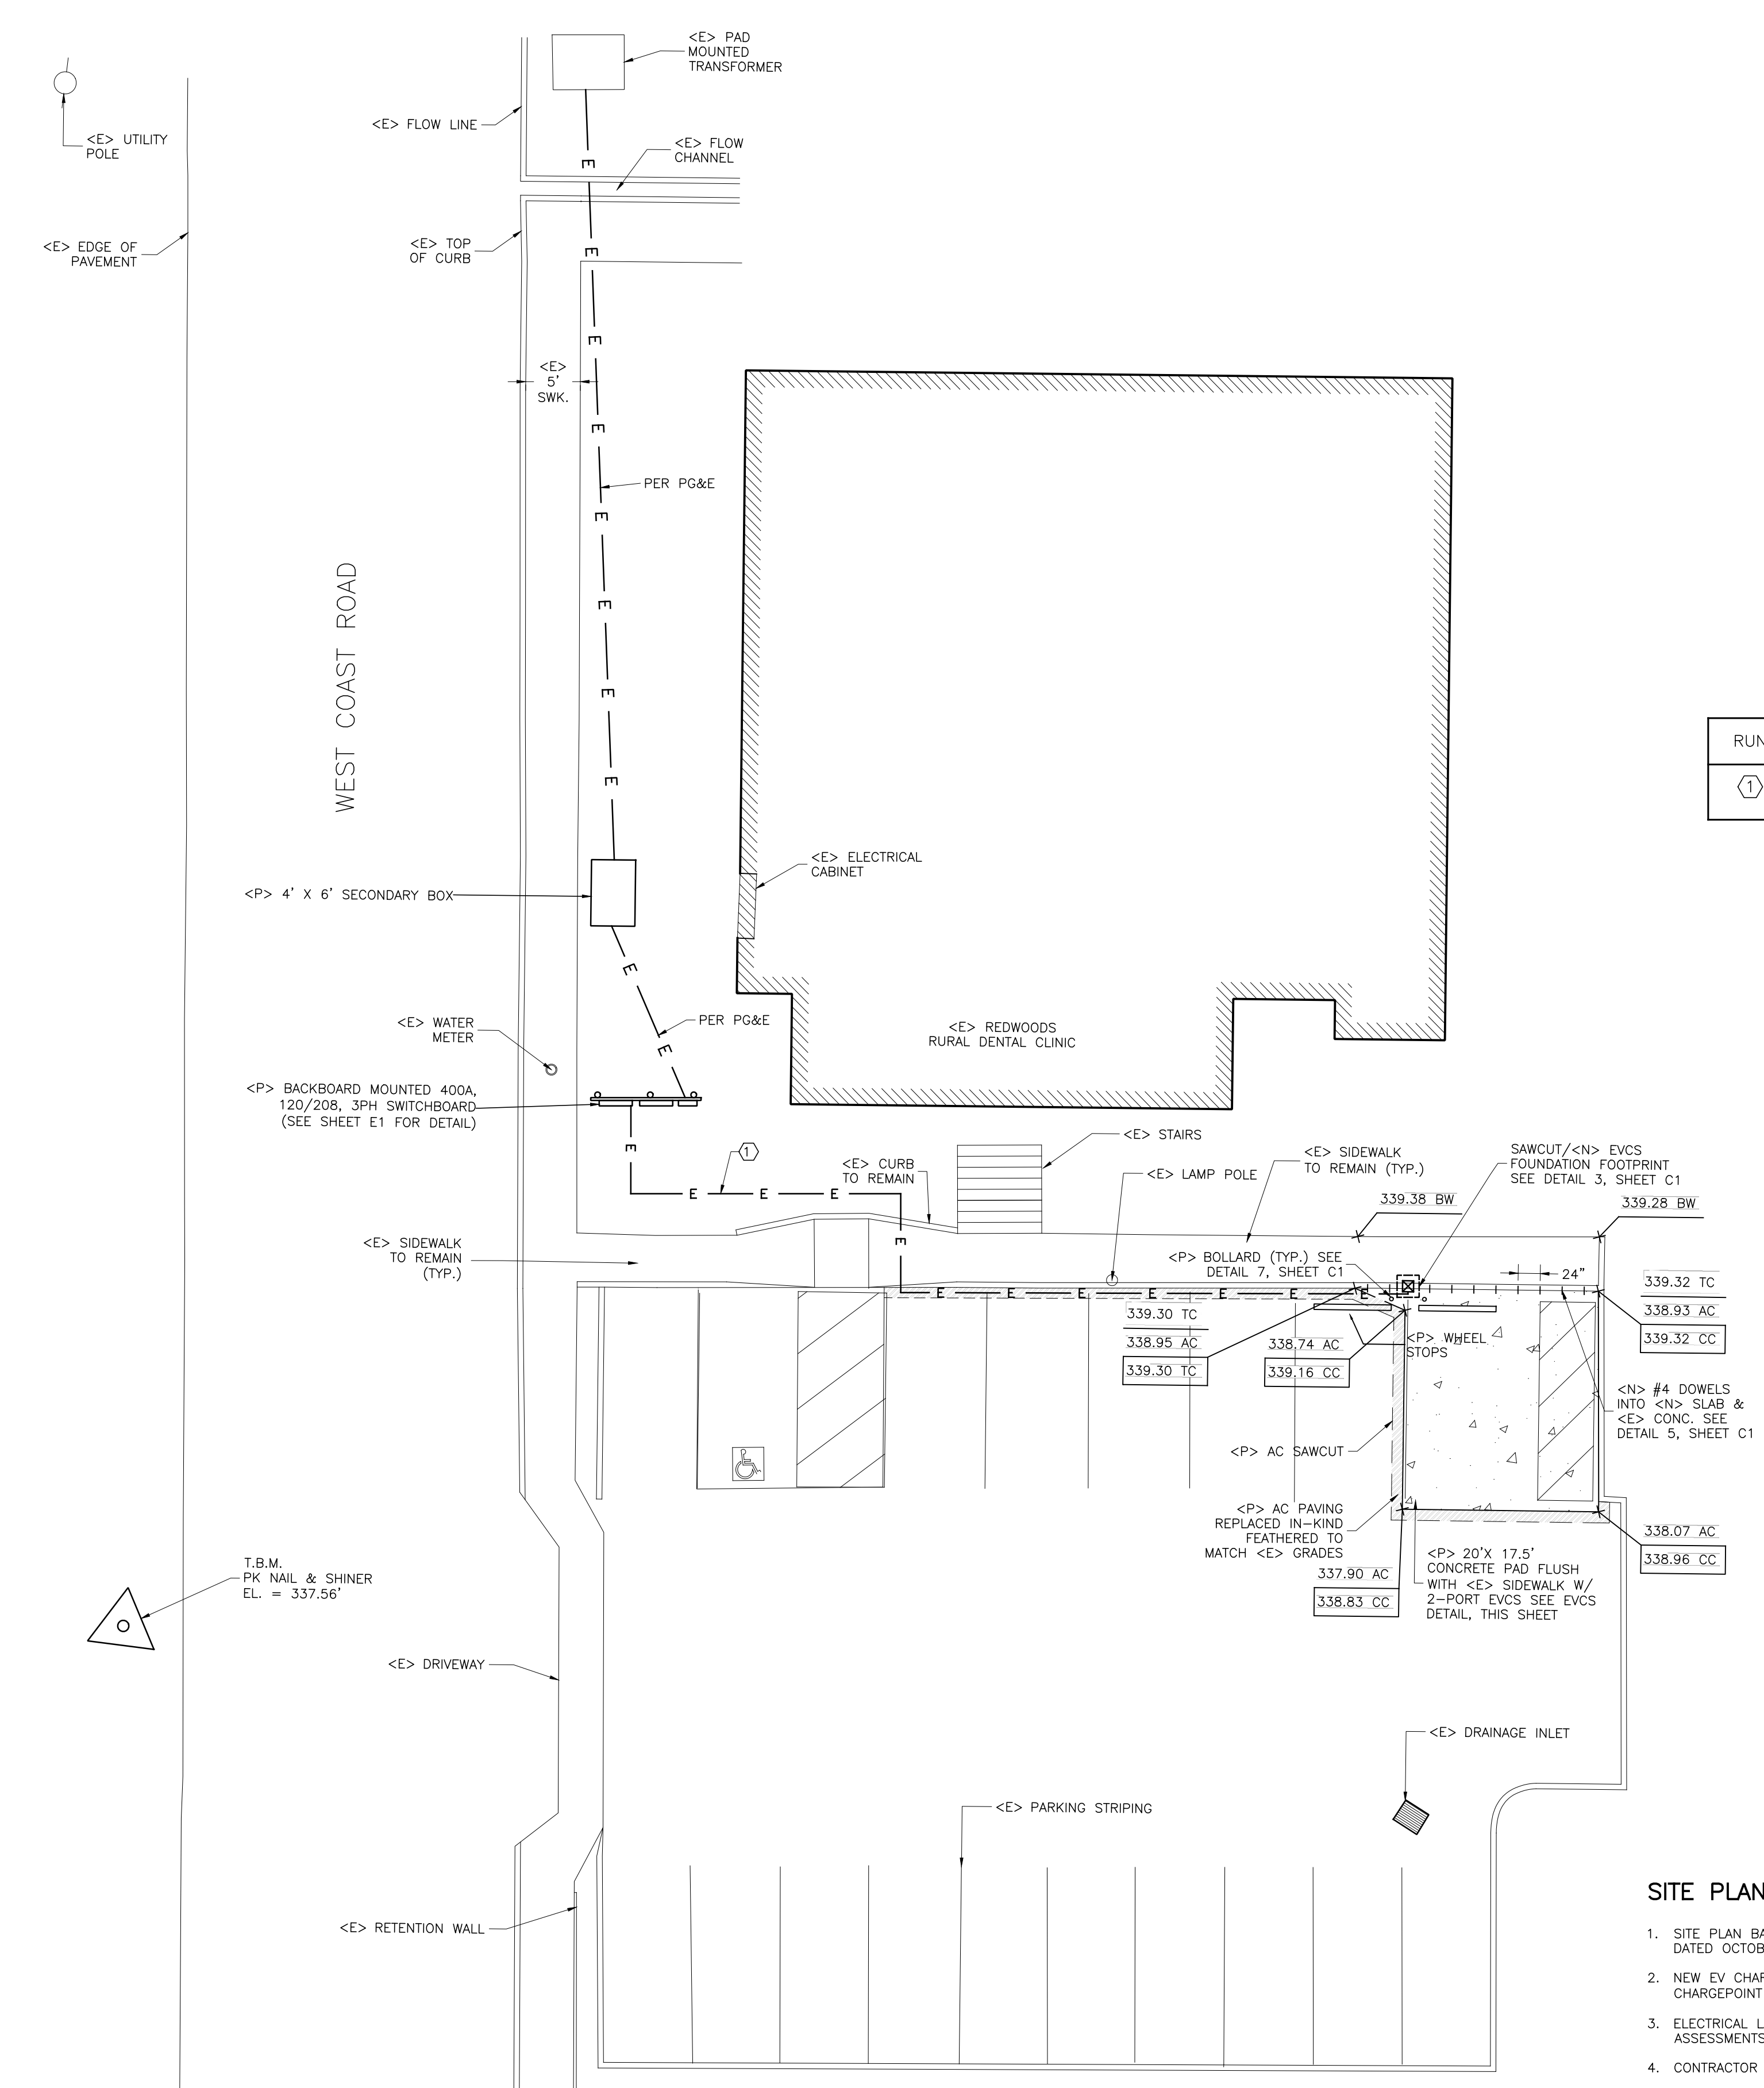 <E> PAD
MOUNTED
TRANSFORMER
<E> UTILITY
POLE
<E> FLOW LINE
<E> FLOW
CHANNEL
<E> EDGE OF
PAVEMENT
<E> TOP
OF CURB
<E>
5'
SWK.
E
E
E
E
E
E
E
E
PER PG&E
WEST COAST ROAD
RUN
1
<E> ELECTRICAL
CABINET
<P> 4' X 6' SECONDARY BOX
E
PER PG&E
E
<E> WATER
METER
<E> REDWOODS
RURAL DENTAL CLINIC
<P> BACKBOARD MOUNTED 400A,
120/208, 3PH SWITCHBOARD
(SEE SHEET E1 FOR DETAIL)
E
1
E E E
E
<E> CURB
TO REMAIN
<E> STAIRS
<E> LAMP POLE
<E> SIDEWALK
TO REMAIN (TYP.)
SAWCUT/<N> EVCS
FOUNDATION FOOTPRINT
SEE DETAIL 3, SHEET C1
339.38 BW
339.28 BW
<E> SIDEWALK
TO REMAIN
(TYP.)
<P> BOLLARD (TYP.) SEE
DETAIL 7, SHEET C1
24"
E E E E E E E
339.32 TC
338.93 AC
339.32 CC
339.30 TC
338.95 AC
339.30 TC
338.74 AC
339.16 CC
<P> WHEEL
STOPS
<N> #4 DOWELS
INTO <N> SLAB &
<E> CONC. SEE
DETAIL 5, SHEET C1
<P> AC SAWCUT
<P> AC PAVING
REPLACED IN-KIND
FEATHERED TO
MATCH <E> GRADES
338.07 AC
338.96 CC
337.90 AC
338.83 CC
<P> 20'X 17.5'
CONCRETE PAD FLUSH
WITH <E> SIDEWALK W/
2-PORT EVCS SEE EVCS
DETAIL, THIS SHEET
T.B.M.
PK NAIL & SHINER
EL. = 337.56'
<E> DRIVEWAY
<E> DRAINAGE INLET
<E> PARKING STRIPING
<E> RETENTION WALL
SITE PLAN
1. SITE PLAN BA
DATED OCTOB
2. NEW EV CHAR
CHARGEPOINT
3. ELECTRICAL L
ASSESSMENTS
4. CONTRACTOR